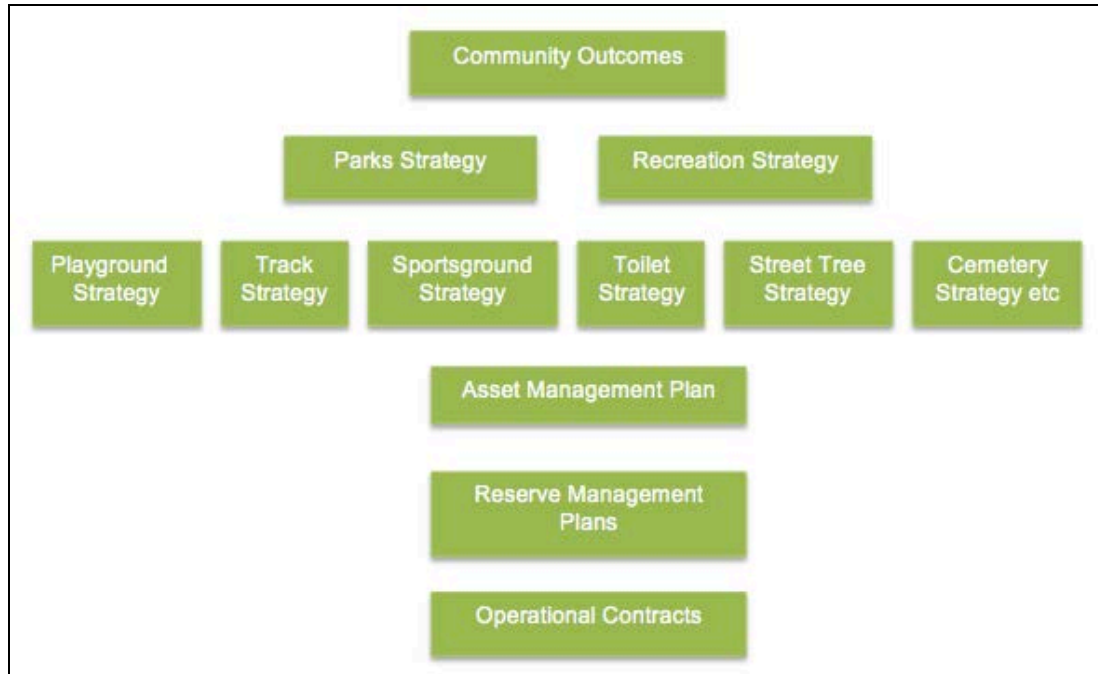 Community Outcomes
Parks Strategy
Recreation Strategy
Playground
Strategy
Track
Strategy
Sportsground
Strategy
Toilet
Strategy
Street Tree
Strategy
Cemetery
Strategy etc
Asset Management Plan
Reserve Management
Plans
Operational Contracts